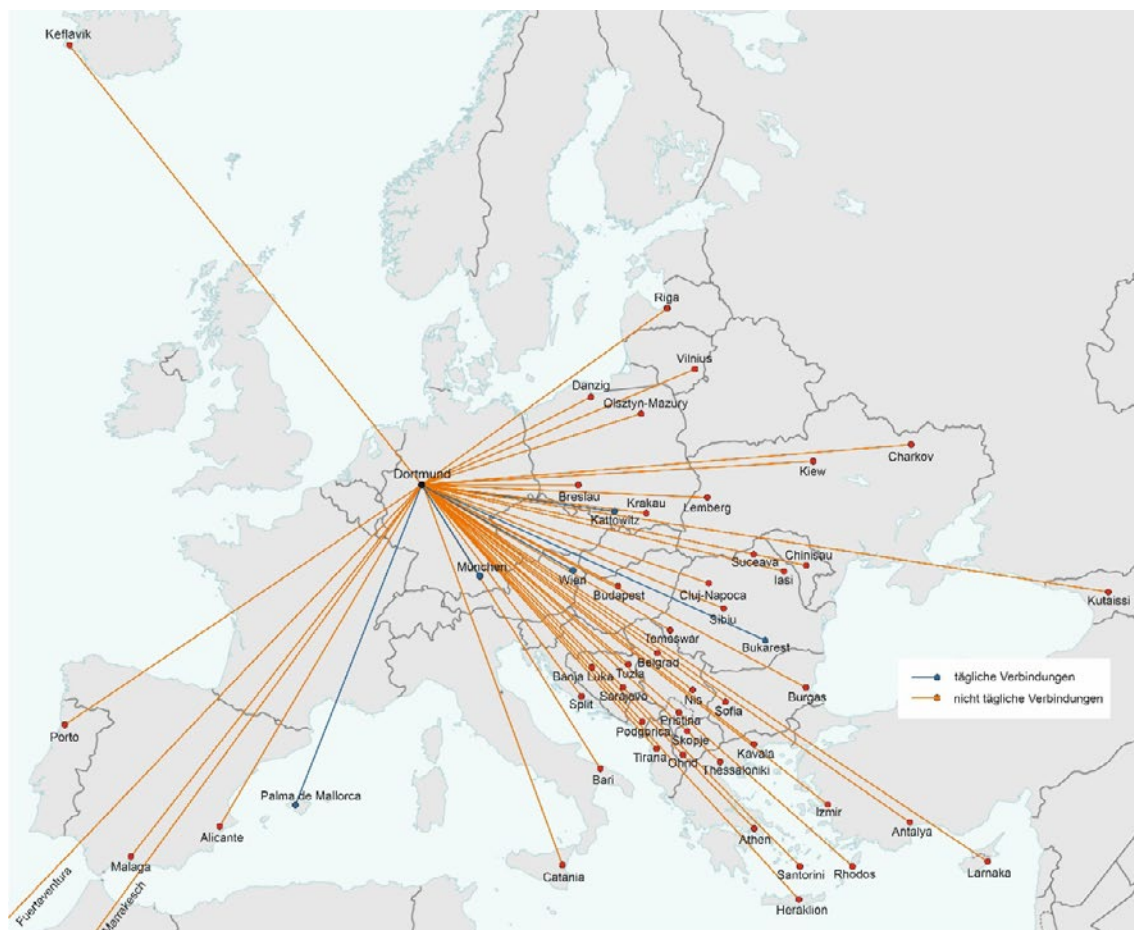 Keflavik
Riga
Vilnius
Danzig
Olsztyn-Mazury
Charkov
Kiew
Dortmund
Breslau
Krakau
Lemberg
Kattowitz
Suceava
Chinisau
Iasi
München
Wien
Budapest
Cluj-Napoca
Sibiu
Kutaissi
Temeswar
Bukarest
Belgrad
Tuzla
Banja Luka
Sarajovo
Split
Nis
Sofia
Burgas
Pristina
Podgorica
Skopje
Tirana
Ohrid
Thessaloniki
Kavala
Bari
Porto
Palma de Mallorca
Alicante
Malaga
Catania
Izmir
Antalya
Athen
Santorini
Rhodos
Larnaka
Heraklion
Fuertaventura
Marrakesch
tägliche Verbindungen
nicht tägliche Verbindungen